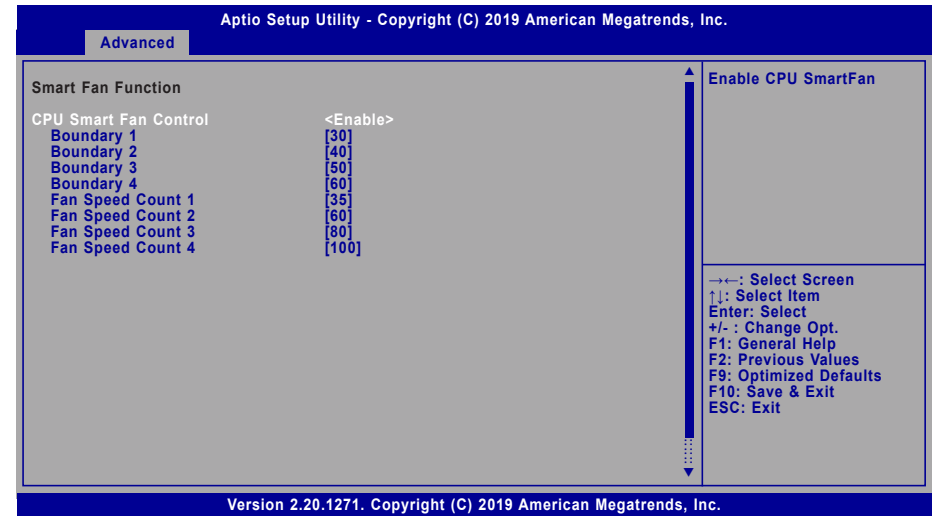 Aptio Setup Utility - Copyright (C) 2019 American Megatrends, Inc.
Advanced
Smart Fan Function
CPU Smart Fan Control <Enable>
Boundary 1 [30]
Boundary 2 [40]
Boundary 3 [50]
Boundary 4 [60]
Fan Speed Count 1 [35]
Fan Speed Count 2 [60]
Fan Speed Count 3 [80]
Fan Speed Count 4 [100]
Enable CPU SmartFan
→←: Select Screen
↑↓: Select Item
Enter: Select
+/- : Change Opt.
F1: General Help
F2: Previous Values
F9: Optimized Defaults
F10: Save & Exit
ESC: Exit
Version 2.20.1271. Copyright (C) 2019 American Megatrends, Inc.